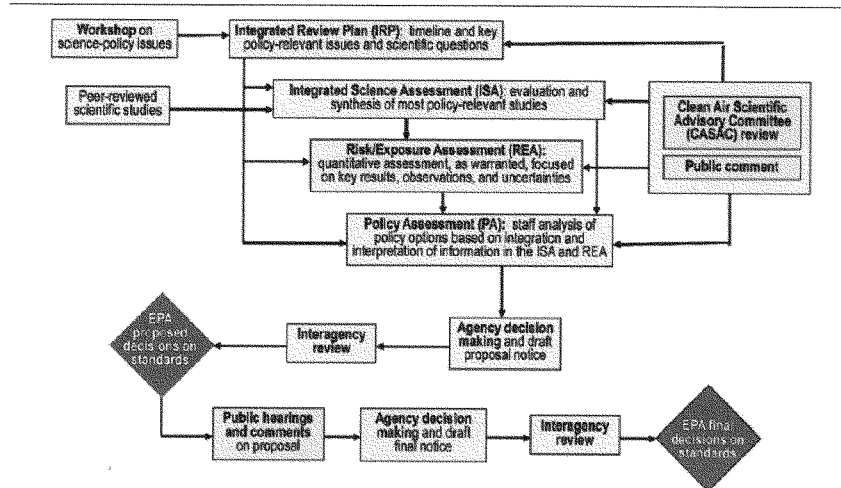 Workshop on
science-policy issues
Integrated Review Plan (IRP): timeline and key
policy-relevant issues and scientific questions
Peer-reviewed
scientific studies
Integrated Science Assessment (ISA): evaluation and
synthesis of most policy-relevant studies
Clean Air Scientific
Advisory Committee
(CASAC) review
Public comment
Risk/Exposure Assessment (REA):
quantitative assessment, as warranted, focused
on key results, observations, and uncertainties
Policy Assessment (PA): staff analysis of
policy options based on integration and
interpretation of information in the ISA and REA
EPA
proposed
decisions on
standards
Interagency
review
Agency decision
making and draft
proposal notice
Public hearings
and comments
on proposal
Agency decision
making and draft
final notice
Interagency
review
EPA final
decisions on
standards